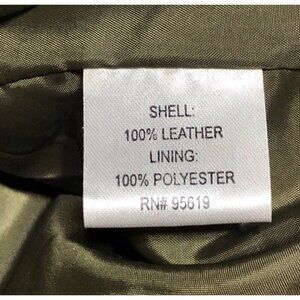 SHELL:
100% LEATHER
LINING:
100% POLYESTER
RN# 95619